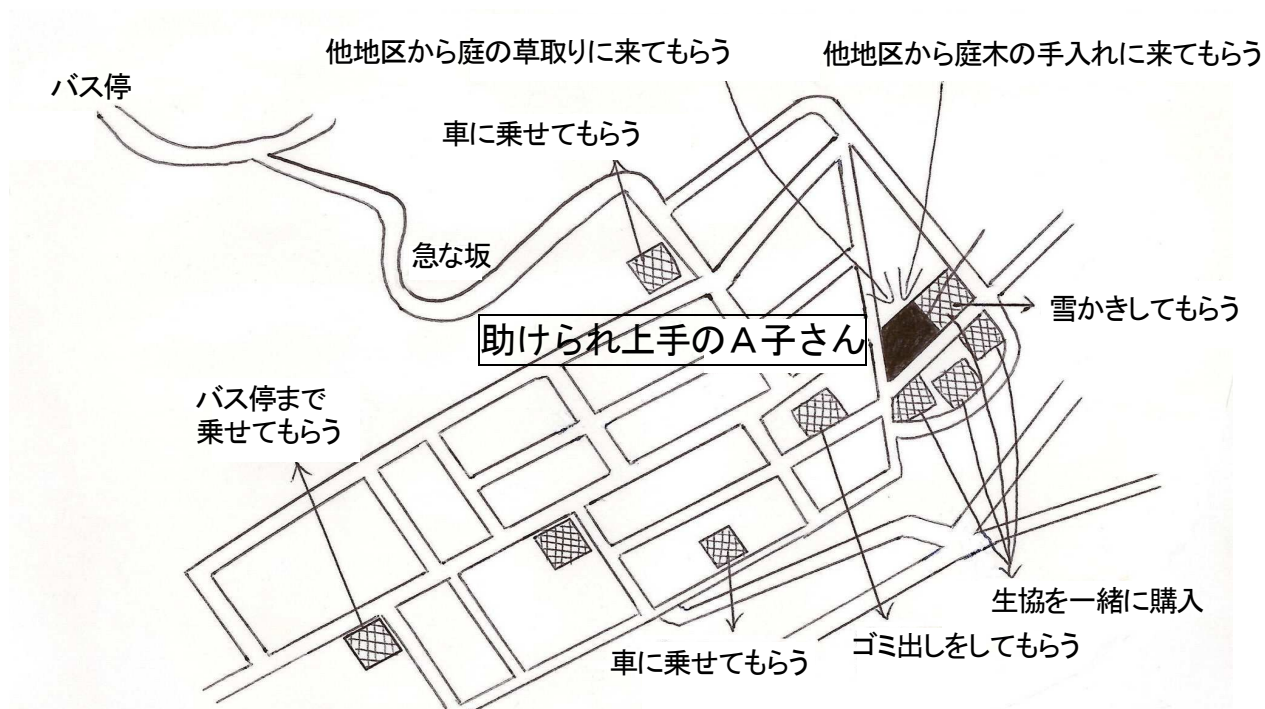 他地区から庭の草取りに来てもらう
他地区から庭木の手入れに来てもらう
バス停
車に乗せてもらう
急な坂
雪かきしてもらう
助けられ上手のA子さん
バス停まで
乗せてもらう
生協を一緒に購入
ゴミ出しをしてもらう
車に乗せてもらう